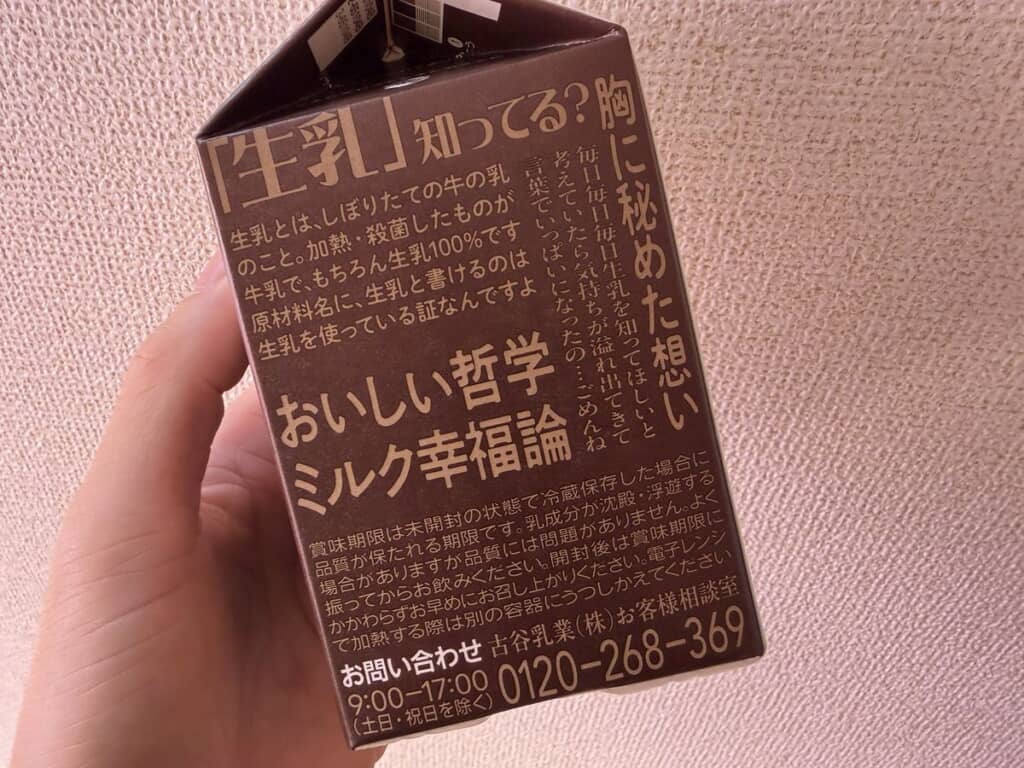 「生乳」知ってる?
生乳とは、しぼりたての牛の乳
のこと。加熱・殺菌したものが
牛乳で、もちろん生乳100%です
原材料名に、生乳と書けるのは
生乳を使っている証なんですよ
胸に秘めた想い
毎日毎日毎日生乳を知ってほしいと
考えていたら気持ちが溢れ出てきて
言葉でいっぱいになったの…ごめんね
おいしい哲学
ミルク幸福論
賞味期限は未開封の状態で冷蔵保存した場合に
品質が保たれる期限です。乳成分が沈殿・浮遊する
場合がありますが品質には問題がありません。よく
振ってからお飲みください。開封後は賞味期限に
かかわらずお早めにお召し上がりください。電子レンジ
で加熱する際は別の容器にうつしかえてください
お問い合わせ 古谷乳業(株)お客様相談室
9:00-17:00 0120-268-369
(土日・祝日を除く)